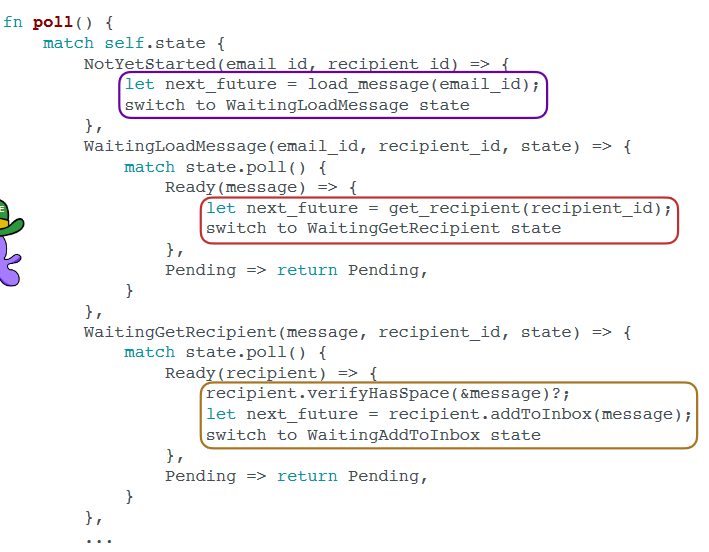 fn poll() {
    match self.state {
        NotYetStarted(email_id, recipient_id) => {
            let next_future = load_message(email_id);
            switch to WaitingLoadMessage state
        },
        WaitingLoadMessage(email_id, recipient_id, state) => {
            match state.poll() {
                Ready(message) => {
                    let next_future = get_recipient(recipient_id);
                    switch to WaitingGetRecipient state
                },
                Pending => return Pending,
            }
        },
        WaitingGetRecipient(message, recipient_id, state) => {
            match state.poll() {
                Ready(recipient) => {
                    recipient.verifyHasSpace(&message)?;
                    let next_future = recipient.addToInbox(message);
                    switch to WaitingAddToInbox state
                },
                Pending => return Pending,
            }
        },
        ...